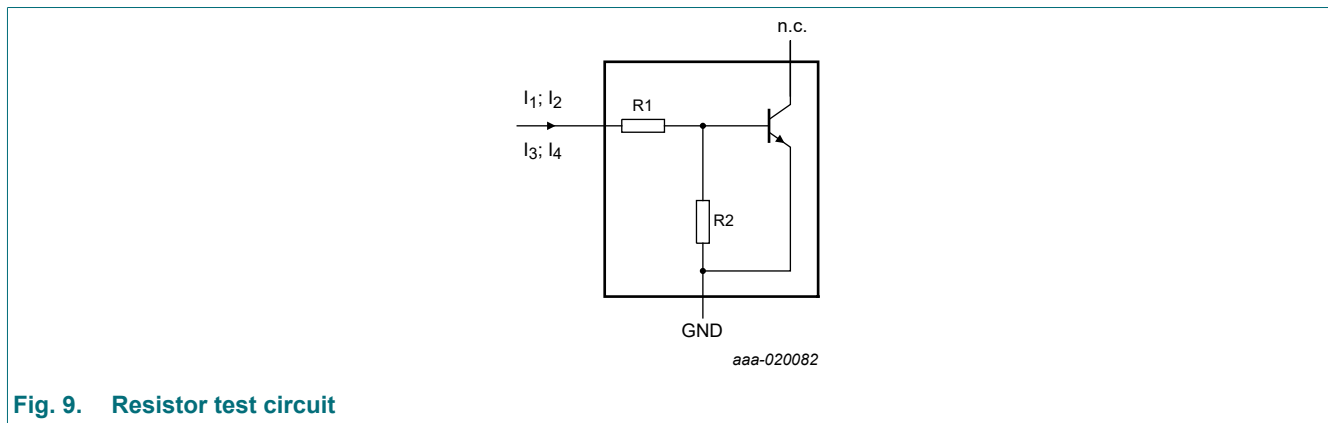 n.c.
I1; I2
R1
I3; I4
R2
GND
aaa-020082
Fig. 9. Resistor test circuit